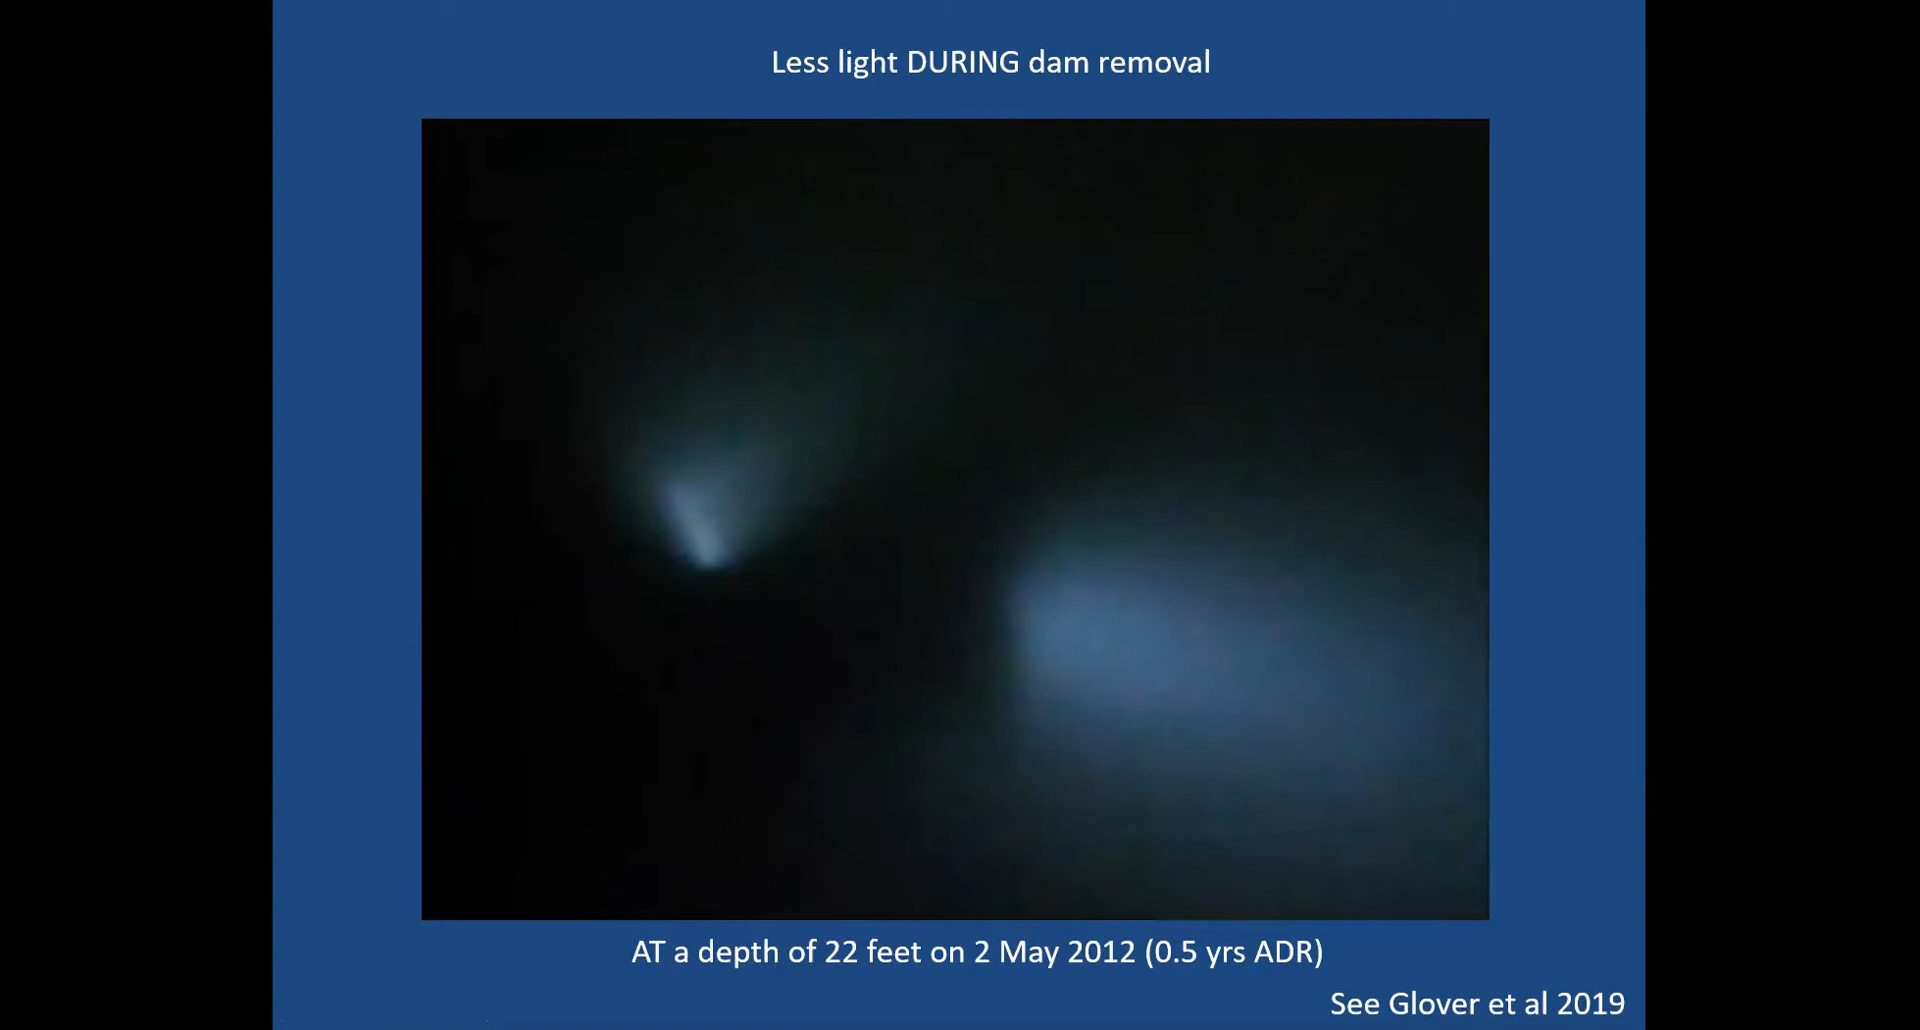 Less light DURING dam removal
AT a depth of 22 feet on 2 May 2012 (0.5 yrs ADR)
See Glover et al 2019